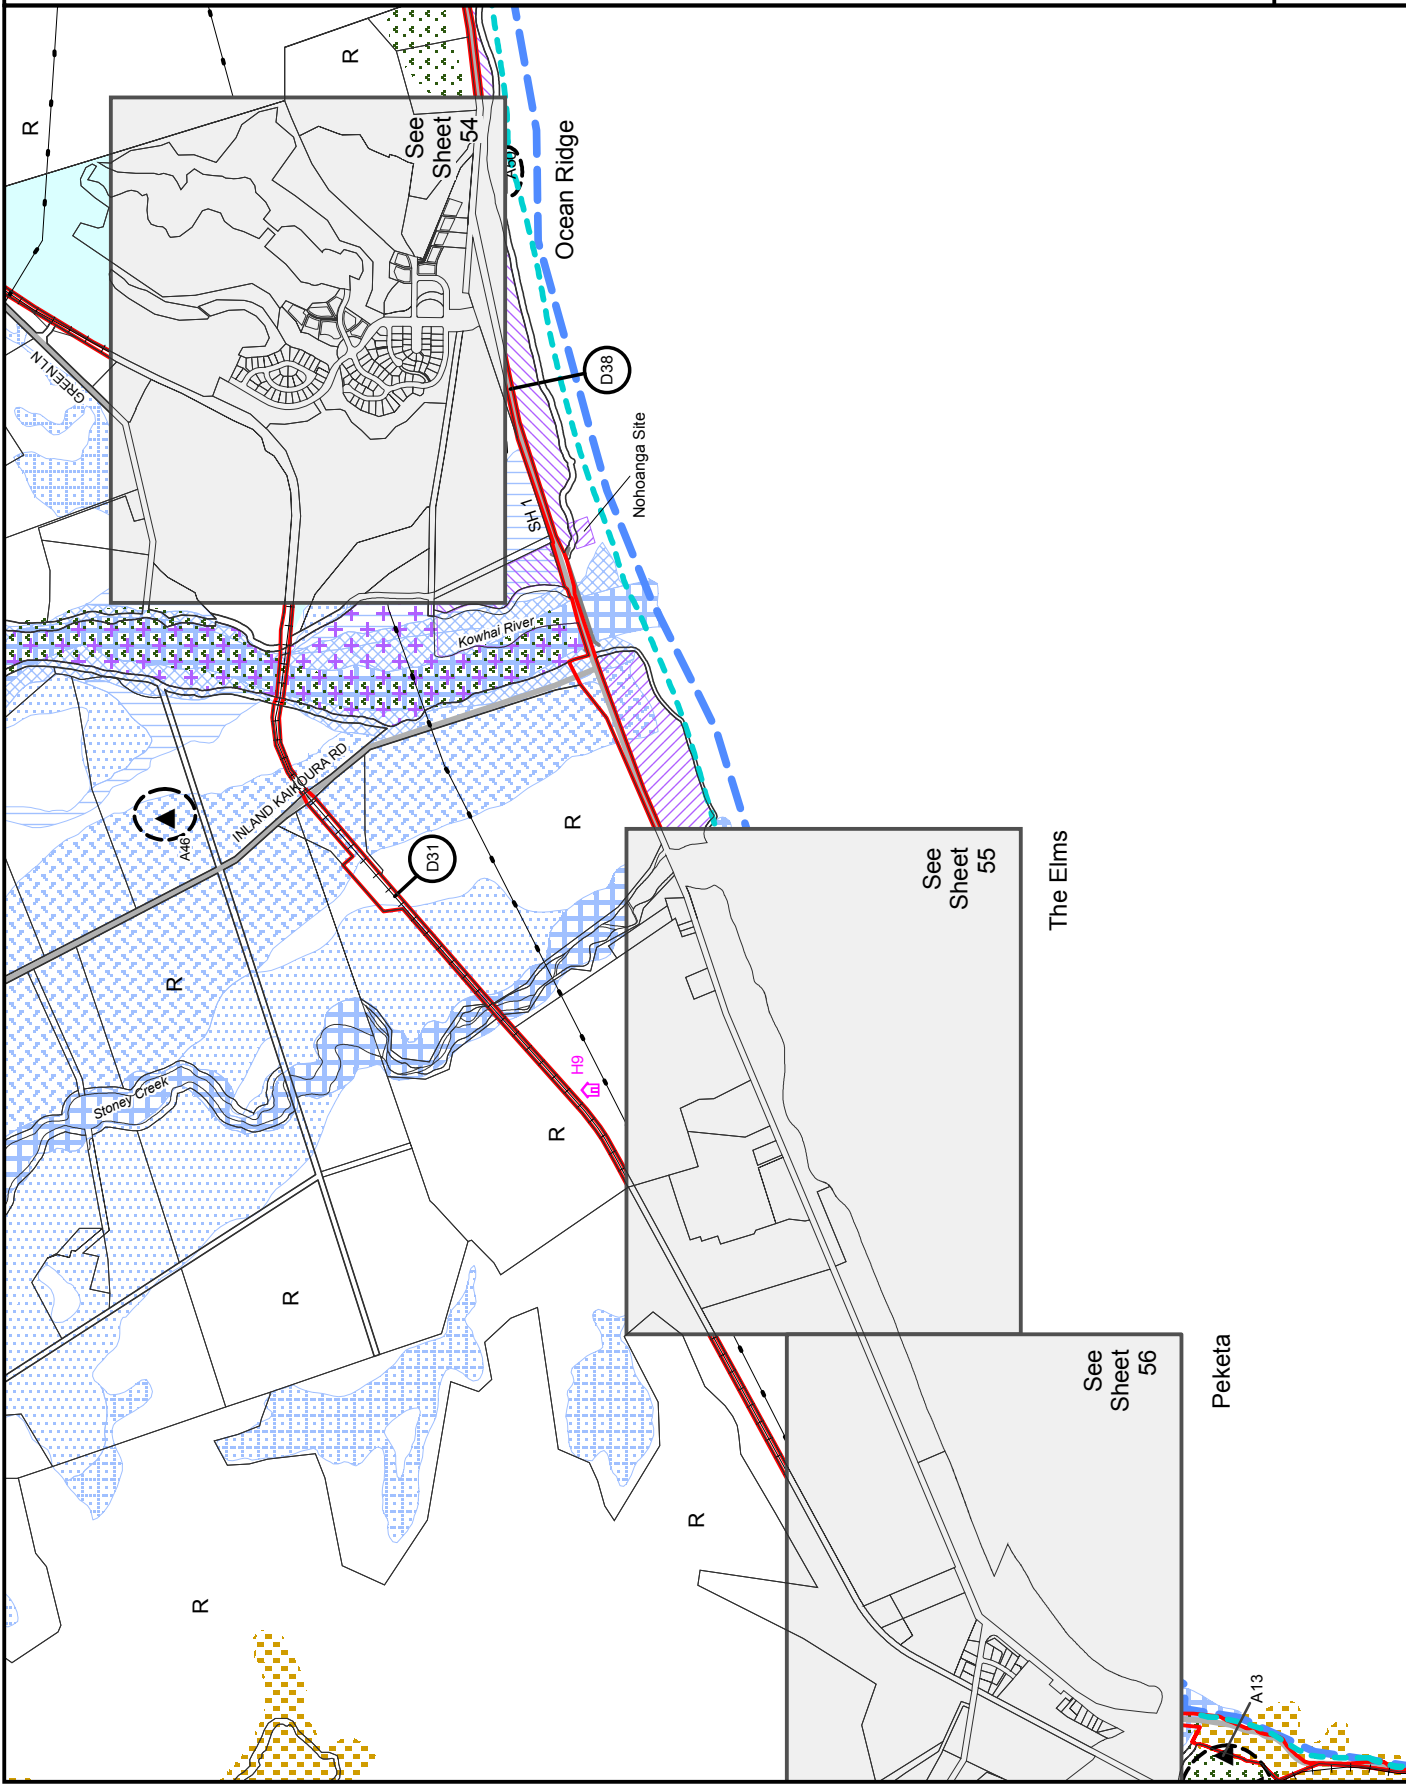 R
R
See
Sheet
54
A50
Ocean Ridge
GREEN LN
D38
Nohoanga Site
SH 1
Kowhai River
INLAND KAIKOURA RD
A46
D31
R
R
See
Sheet
55
The Elms
Stoney Creek
H9
R
R
See
Sheet
56
Peketa
R
R
A13